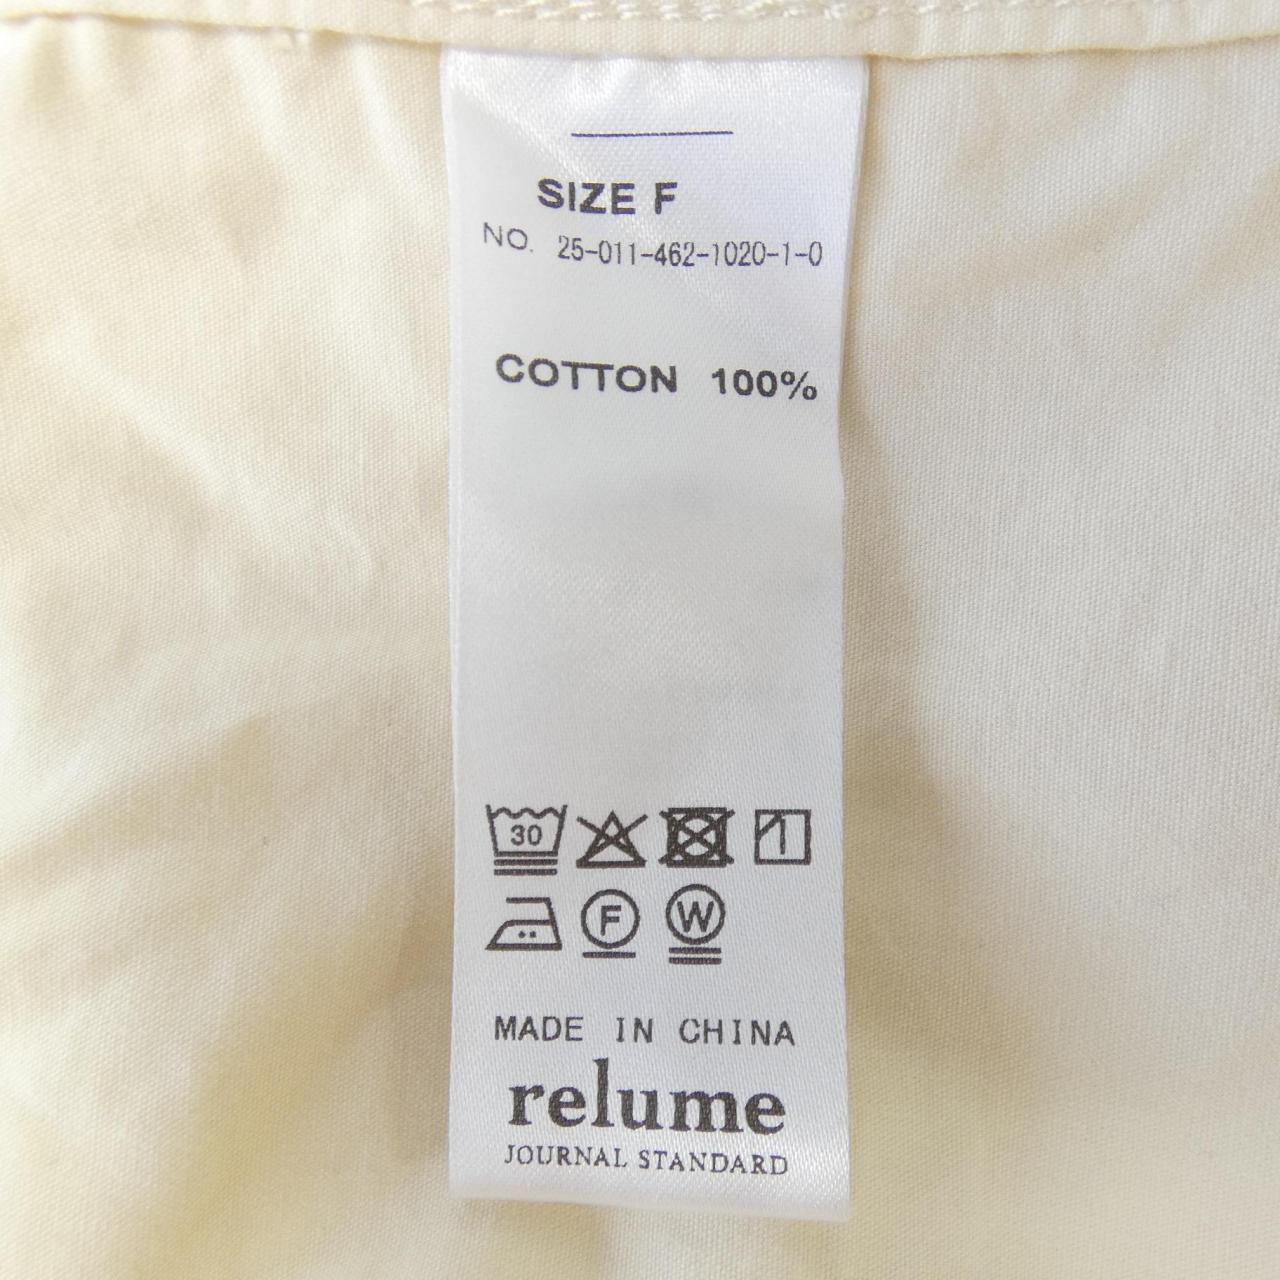 SIZE F
NO. 25-011-462-1020-1-0
COTTON 100%
30
F W
MADE IN CHINA
relume
JOURNAL STANDARD